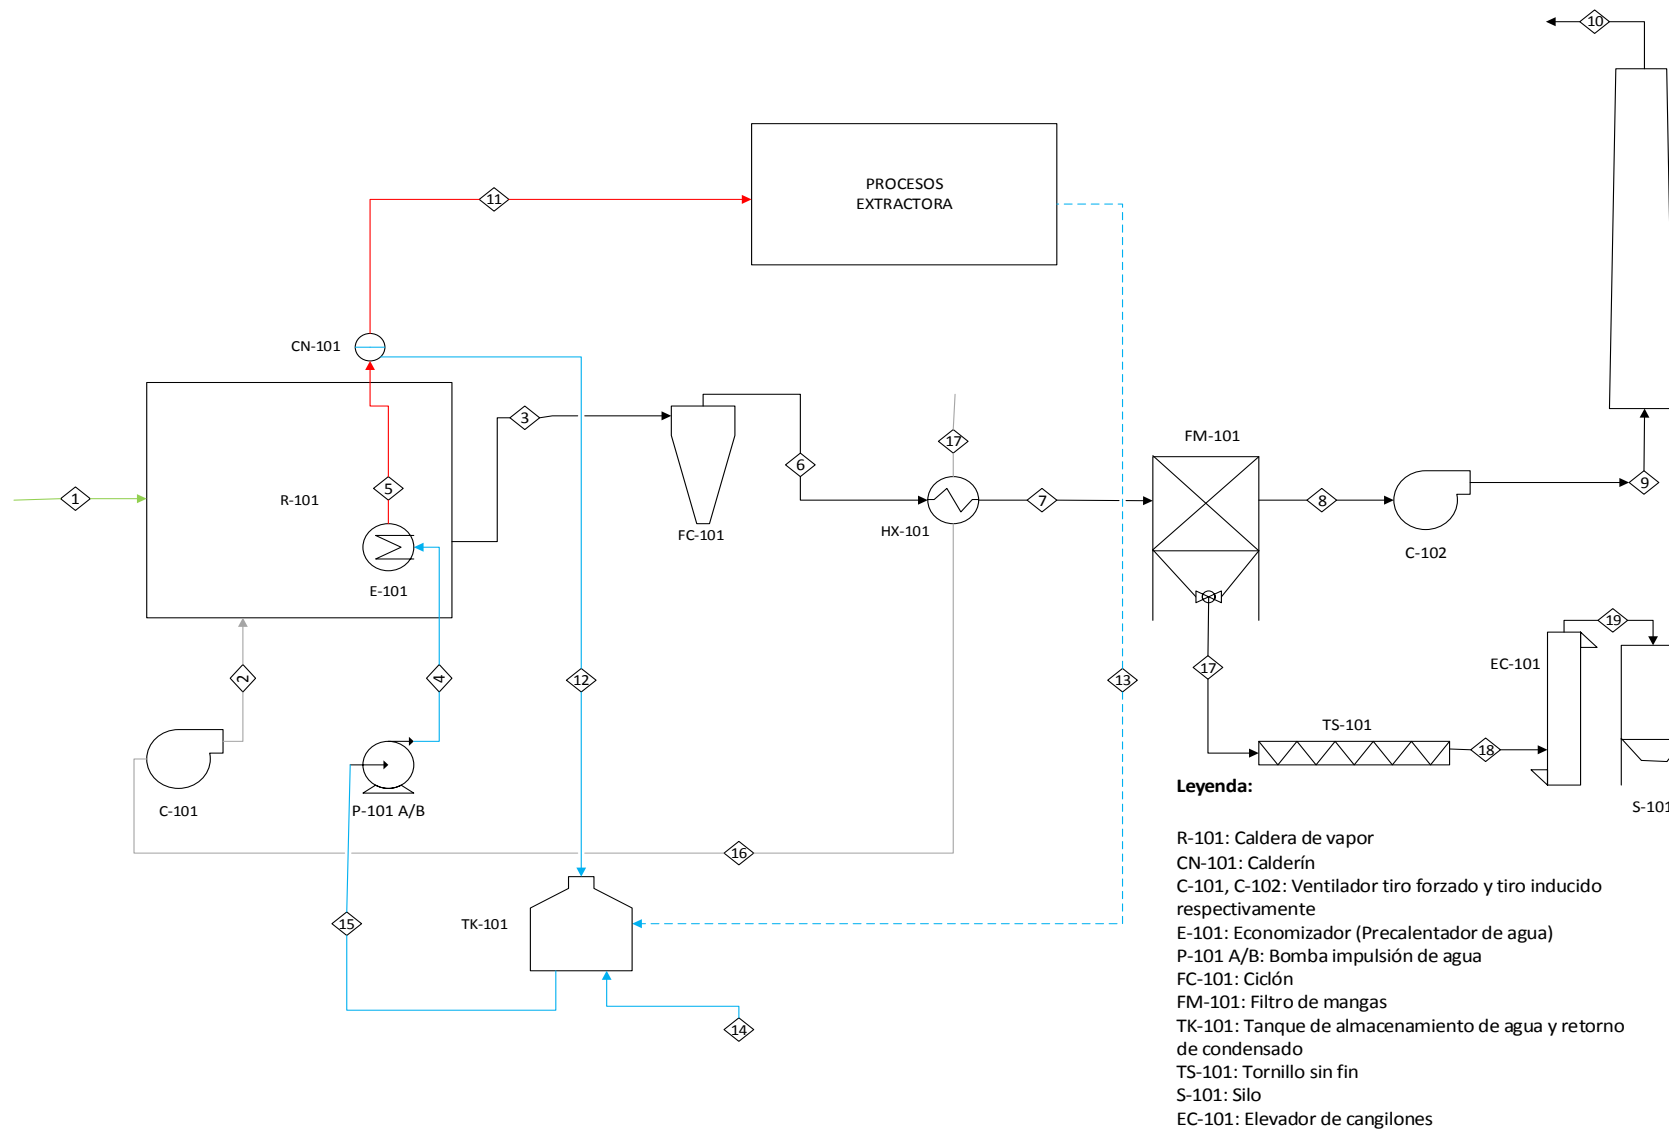 10
11
PROCESOS
EXTRACTORA
CN-101
3
FM-101
17
6
5
1
R-101
7
8
9
HX-101
FC-101
C-102
E-101
19
EC-101
17
2
4
12
13
TS-101
18
C-101
P-101 A/B
S-101
16
15
TK-101
14
Leyenda:
R-101: Caldera de vapor
CN-101: Calderín
C-101, C-102: Ventilador tiro forzado y tiro inducido
respectivamente
E-101: Economizador (Precalentador de agua)
P-101 A/B: Bomba impulsión de agua
FC-101: Ciclón
FM-101: Filtro de mangas
TK-101: Tanque de almacenamiento de agua y retorno
de condensado
TS-101: Tornillo sin fin
S-101: Silo
EC-101: Elevador de cangilones